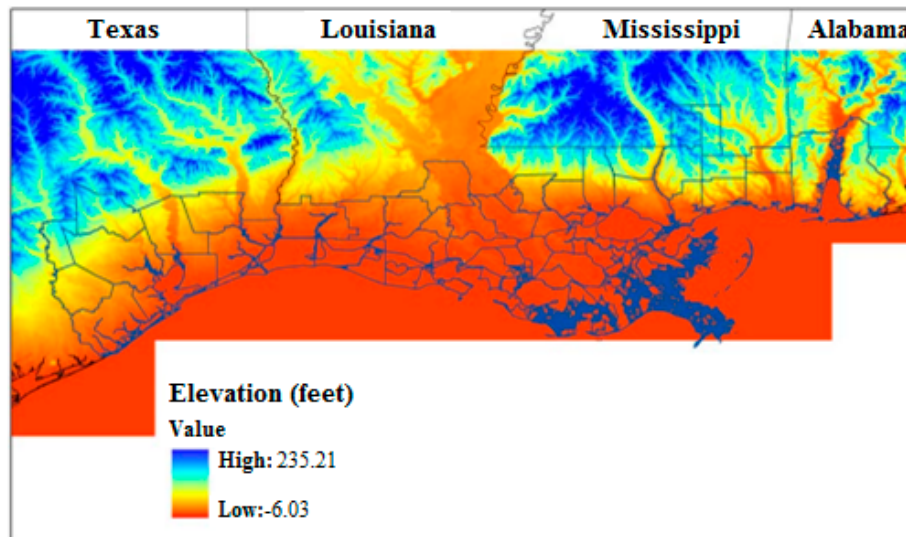 Texas Louisiana Mississippi Alabama
Elevation (feet)
Value
High: 235.21
Low:-6.03